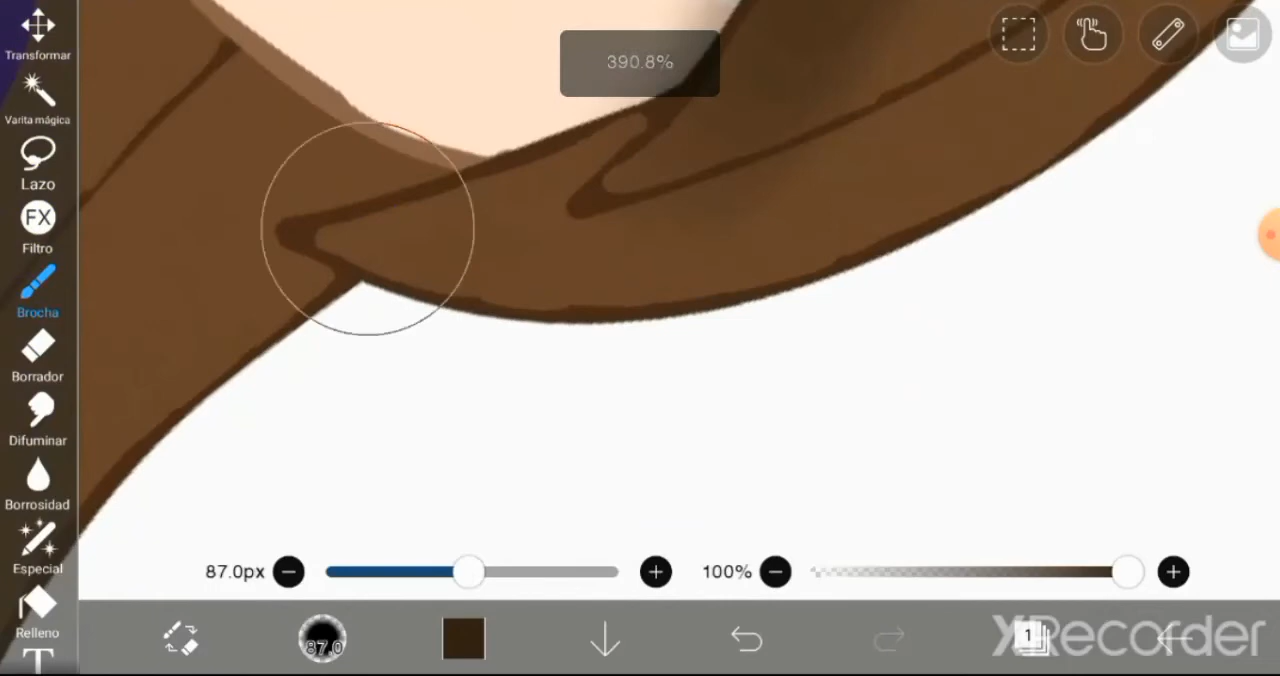 Transformar
Varita mágica
Lazo
FX
Filtro
Brocha
Borrador
Difuminar
Borrosidad
Especial
Relleno
T
390.8%
87.0px
100%
87.0
1
XRecorder